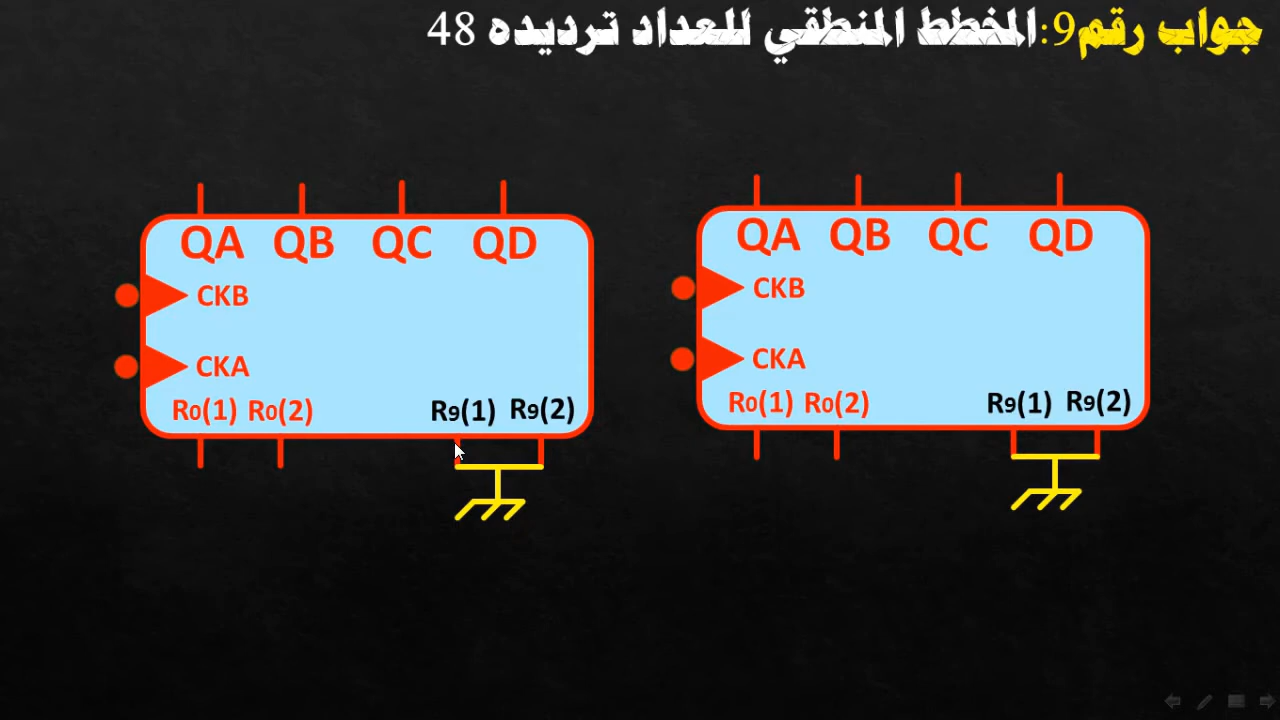 جواب رقم9:المخطط المنطقي للعداد ترديده 48
QA QB QC QD
CKB
CKA
R0(1) R0(2) R9(1) R9(2)
QA QB QC QD
CKB
CKA
R0(1) R0(2) R9(1) R9(2)